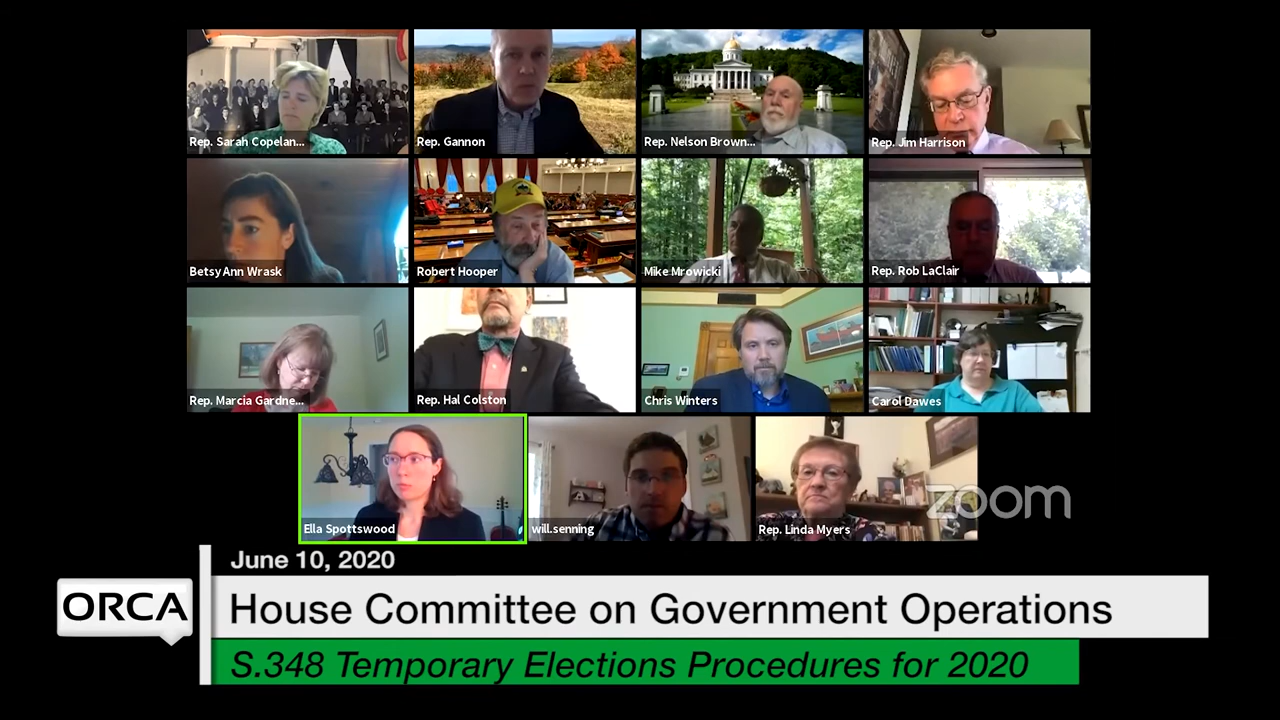 Rep. Sarah Copelan...
Rep. Gannon
Rep. Nelson Brown...
Rep. Jim Harrison
Betsy Ann Wrask
Robert Hooper
Mike Mrowicki
Rep. Rob LaClair
Rep. Marcia Gardne...
Rep. Hal Colston
Chris Winters
Carol Dawes
Ella Spottswood
will.senning
Rep. Linda Myers
zoom
June 10, 2020
ORCA
House Committee on Government Operations
S.348 Temporary Elections Procedures for 2020